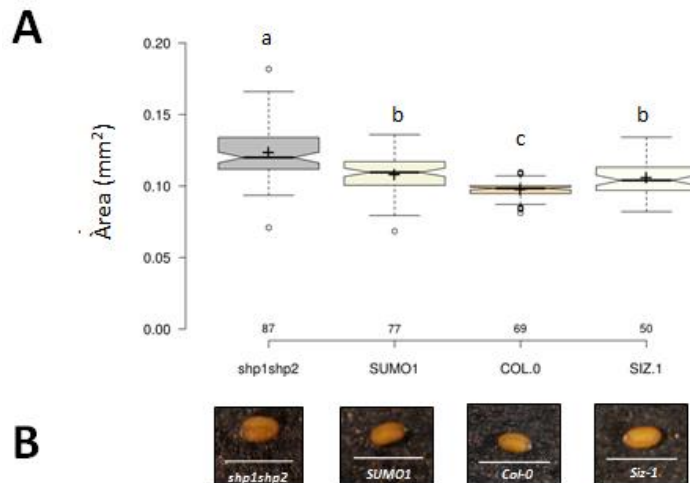 A
Àrea (mm²)
0.20
0.15
0.10
0.05
0.00
a
b
c
b
87 77 69 50
shp1shp2 SUMO1 COL.0 SIZ.1
B
shp1shp2 SUMO1 Col-0 Siz-1